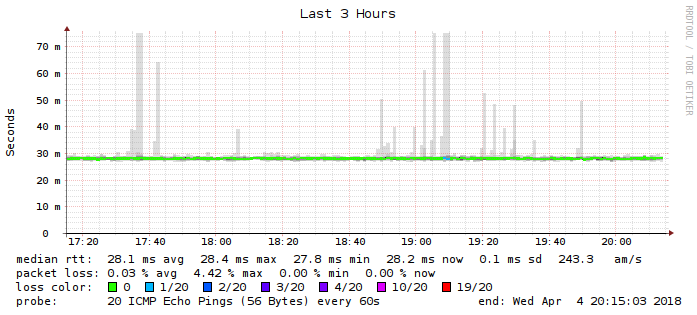 Last 3 Hours
RRDTOOL / TOBI OETIKER
Seconds
70 m
60 m
50 m
40 m
30 m
20 m
10 m
0
17:20 17:40 18:00 18:20 18:40 19:00 19:20 19:40 20:00
median rtt: 28.1 ms avg 28.4 ms max 27.8 ms min 28.2 ms now 0.1 ms sd 243.3 am/s
packet loss: 0.03 % avg 4.42 % max 0.00 % min 0.00 % now
loss color: 0 1/20 2/20 3/20 4/20 10/20 19/20
probe: 20 ICMP Echo Pings (56 Bytes) every 60s end: Wed Apr 4 20:15:03 2018